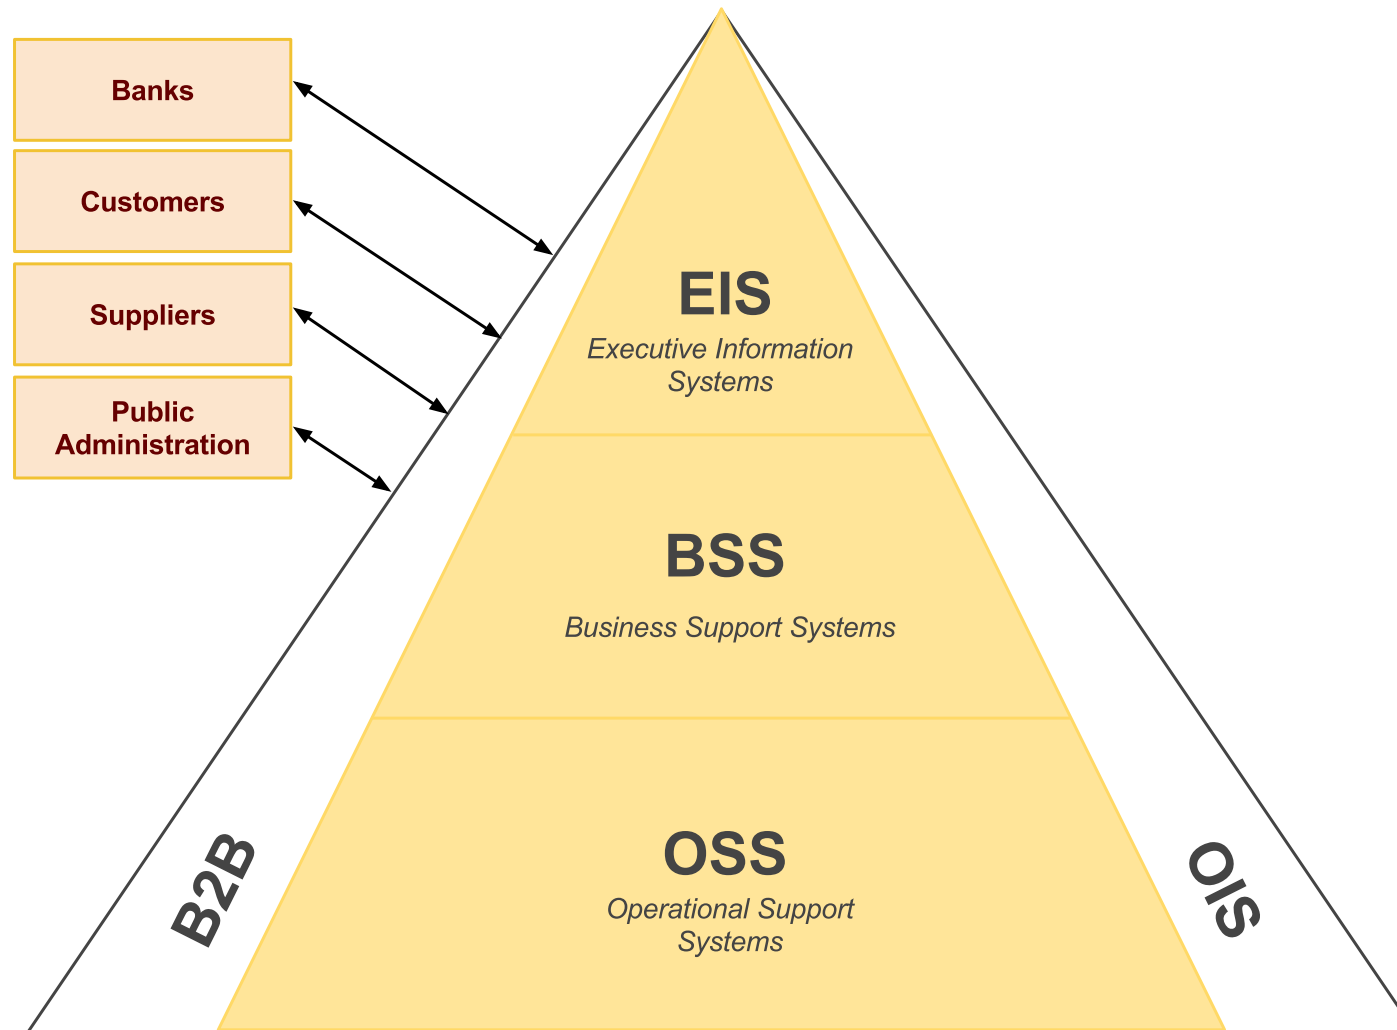 Banks
Customers
Suppliers
Public
Administration
EIS
Executive Information
Systems
BSS
Business Support Systems
OSS
Operational Support
Systems
B2B
OIS